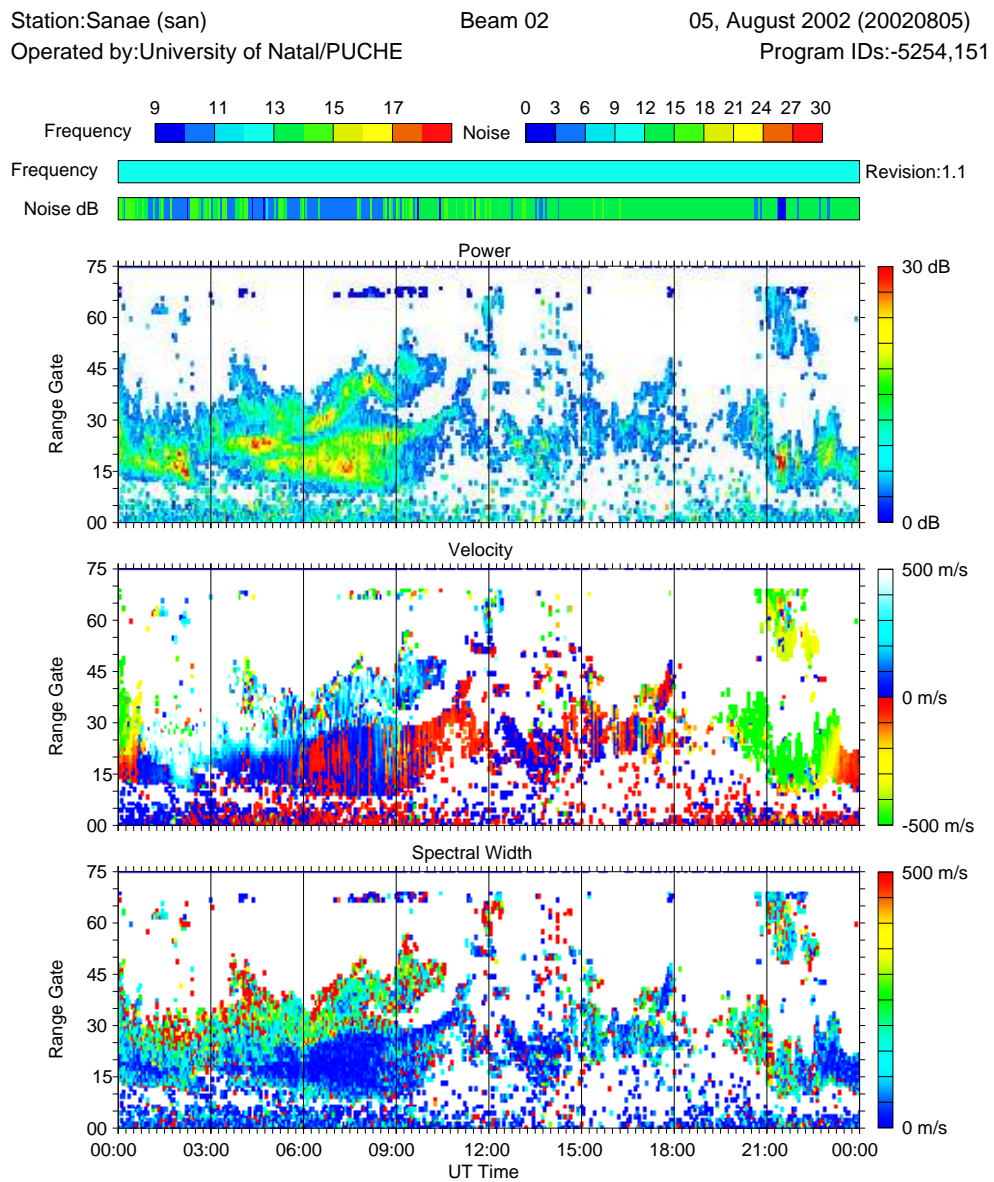 Station:Sanae (san) Beam 02 05, August 2002 (20020805)
Operated by:University of Natal/PUCHE Program IDs:-5254,151
9 11 13 15 17 0 3 6 9 12 15 18 21 24 27 30
Frequency Noise
Frequency Revision:1.1
Noise dB
Power
75 30 dB
60
45
Range Gate
30
15
00 0 dB
Velocity
75 500 m/s
60
45
Range Gate 0 m/s
30
15
00 -500 m/s
Spectral Width
75 500 m/s
60
45
Range Gate
30
15
00 0 m/s
00:00 03:00 06:00 09:00 12:00 15:00 18:00 21:00 00:00
UT Time